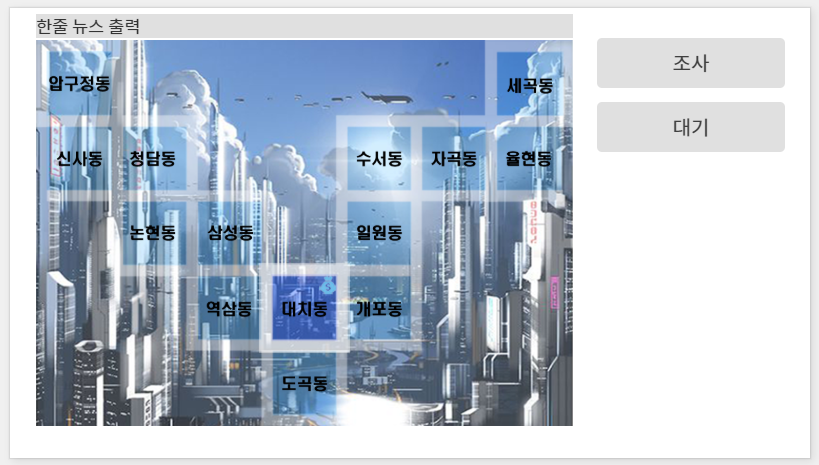 한줄 뉴스 출력
조사
대기
압구정동
세곡동
신사동 청담동 수서동 자곡동 율현동
논현동 삼성동 일원동
역삼동 대치동 개포동
도곡동